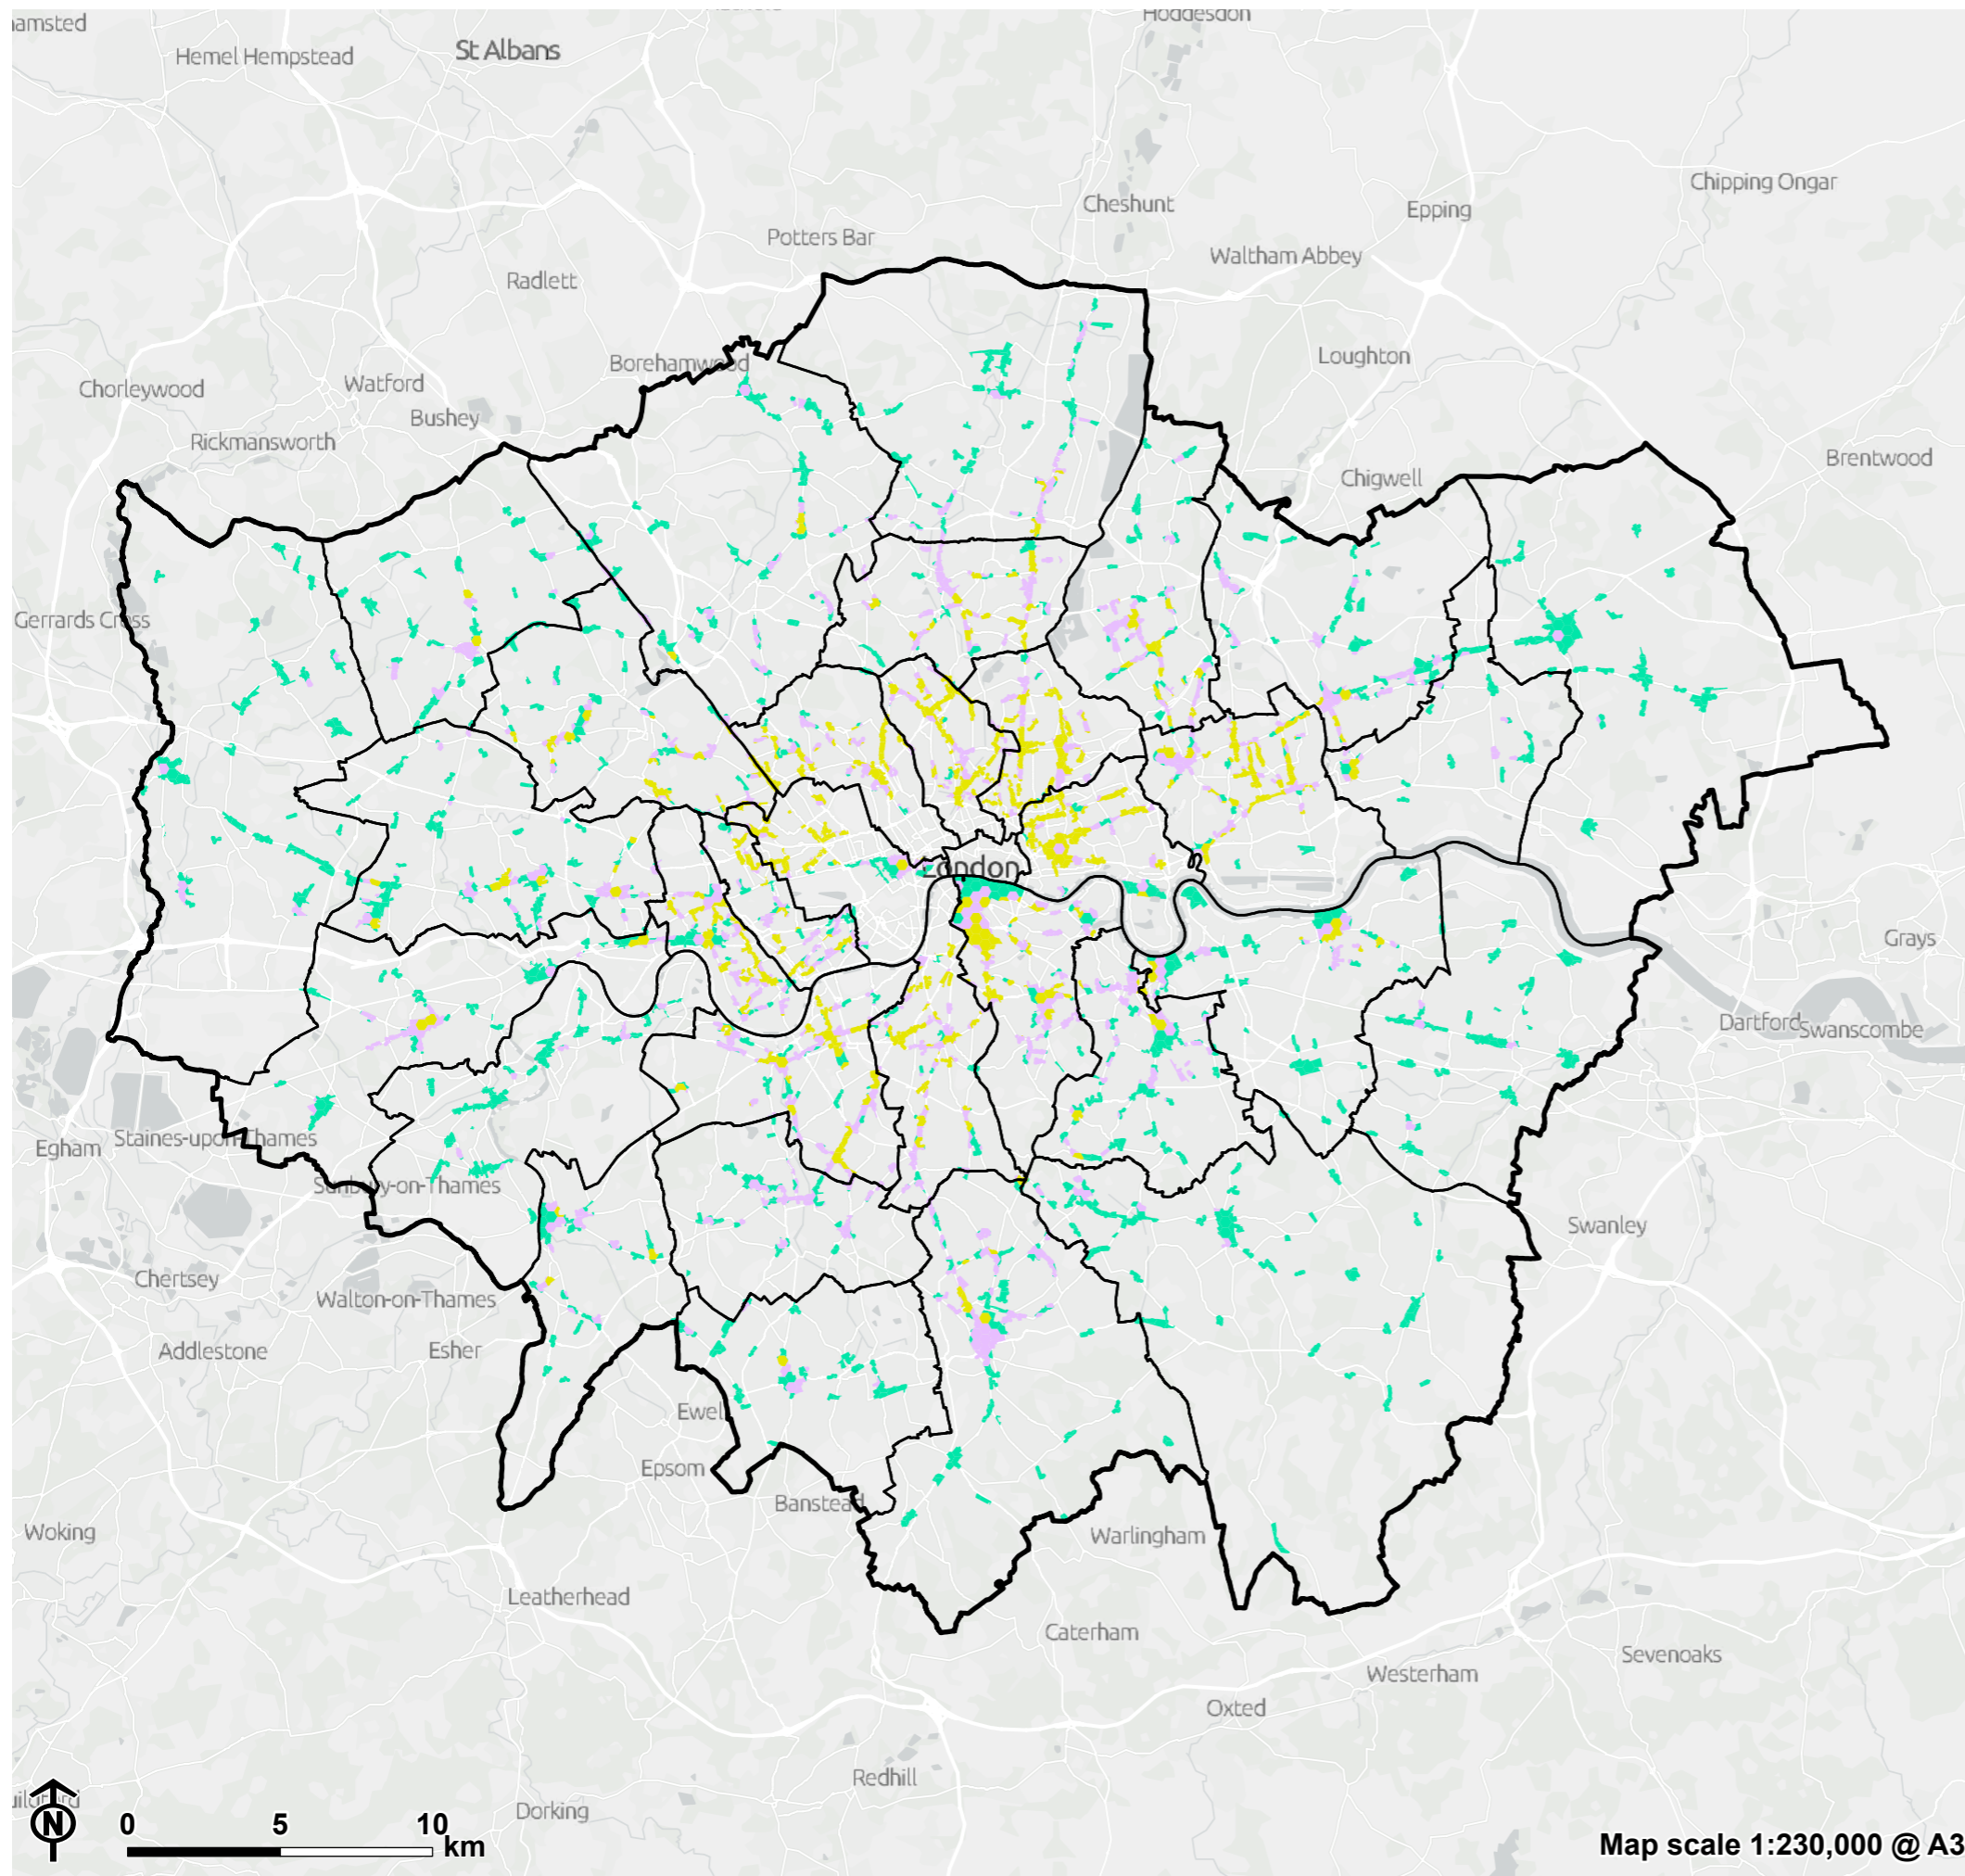 Hoddesdon
Hemel Hempstead
St Albans
Chipping Ongar
Cheshunt
Epping
Potters Bar
Waltham Abbey
Radlett
Loughton
Borehamwood
Chorleywood
Watford
Bushey
Rickmansworth
Brentwood
Chigwell
Gerrards Cross
London
Grays
Dartford
Swanscombe
Egham
Staines-upon-Thames
Sunbury-on-Thames
Swanley
Chertsey
Walton-on-Thames
Addlestone
Esher
Ewel
Epsom
Banstead
Woking
Warlingham
Leatherhead
Caterham
Sevenoaks
Westerham
Oxted
Redhill
Dorking
N
0 5 10
km
Map scale 1:230,000 @ A3